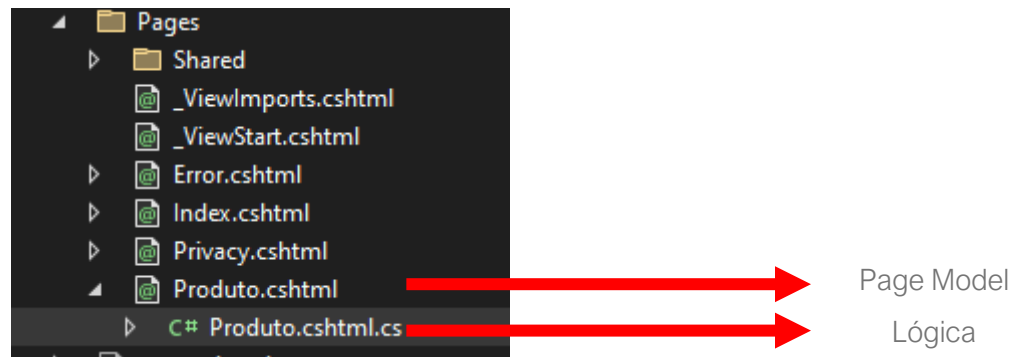 Pages
Shared
@ _ViewImports.cshtml
@ _ViewStart.cshtml
@ Error.cshtml
@ Index.cshtml
@ Privacy.cshtml
@ Produto.cshtml
Page Model
C# Produto.cshtml.cs
Lógica